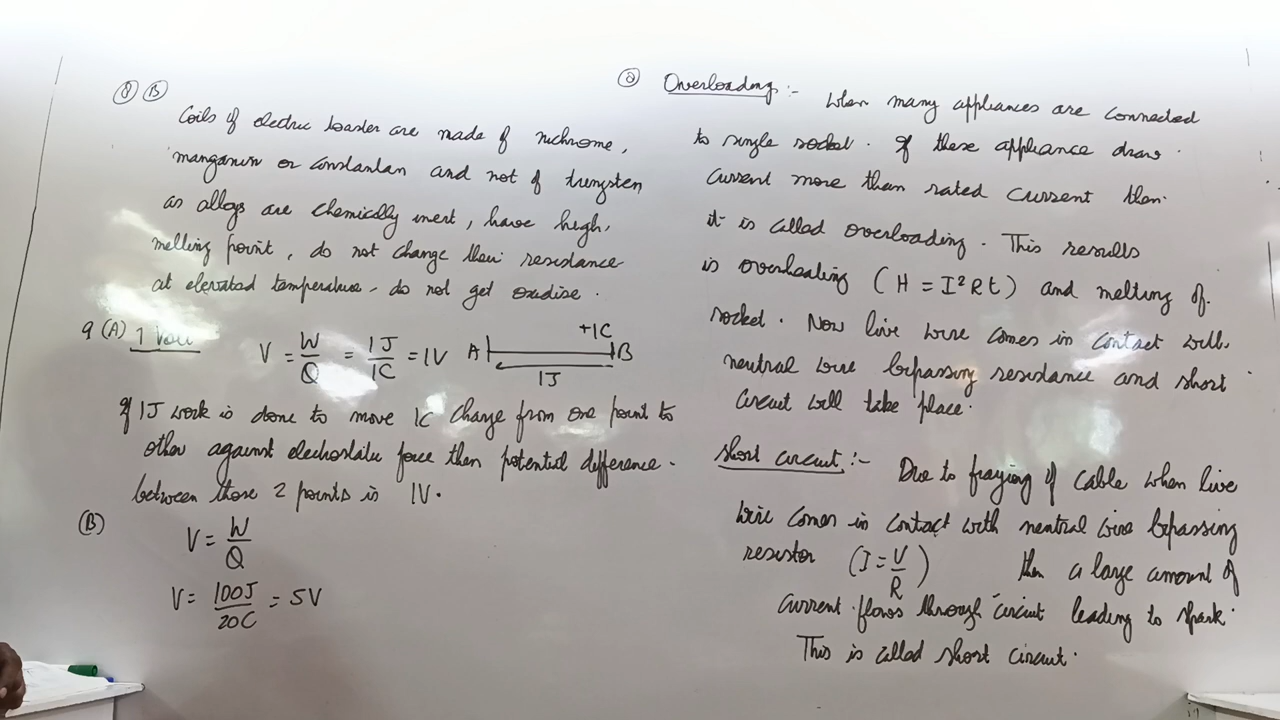 8 B
Coils of electric toaster are made of nichrome,
manganin or constantan and not of tungsten
as alloys are chemically inert, have high
melting point, do not change their resistance
at elevated temperature, do not get oxidise.
9 (A) 1 Volt
V = W/Q = 1J/1C = 1V A +1C B
1J
If 1J work is done to move 1C charge from one point to
other against electrostatic force then potential difference
between those 2 points is 1V.
(B)
V = W/Q
V = 100J/20C = 5V
Overloading :- When many appliances are connected
to single socket. If these appliance draw
current more than rated current then
it is called overloading. This results
is overheating (H = I²Rt) and melting of
socket. Now live wire comes in contact with
neutral wire bypassing resistance and short
circuit will take place.
Short circuit :- Due to fraying of cable when live
wire comes in contact with neutral wire bypassing
resistor (I = V/R) then a large amount of
current flows through circuit leading to spark.
This is called short circuit.